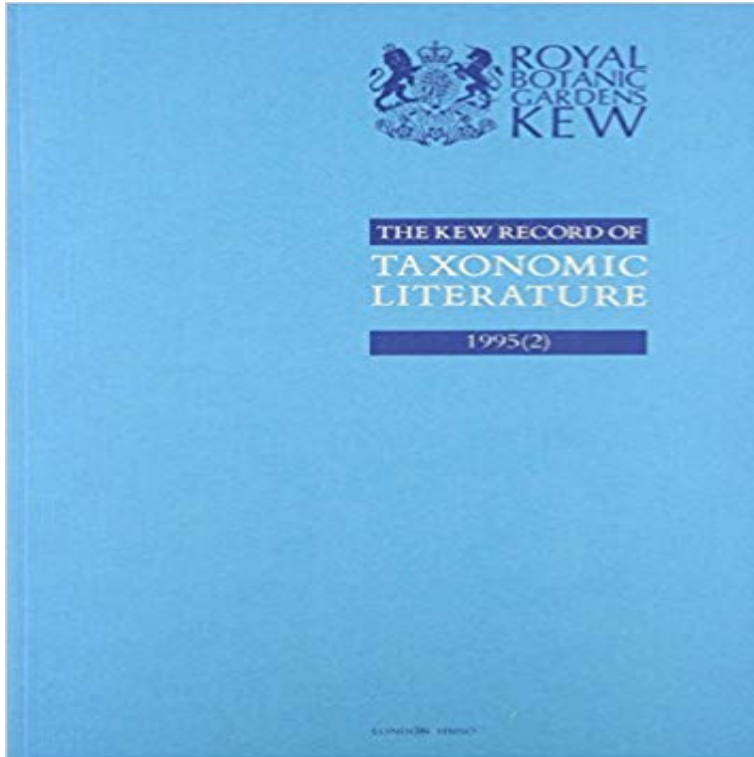 ROYAL
BOTANIC
GARDENS
KEW
THE KEW RECORD OF
TAXONOMIC
LITERATURE
1995(2)
LONDON HMSO